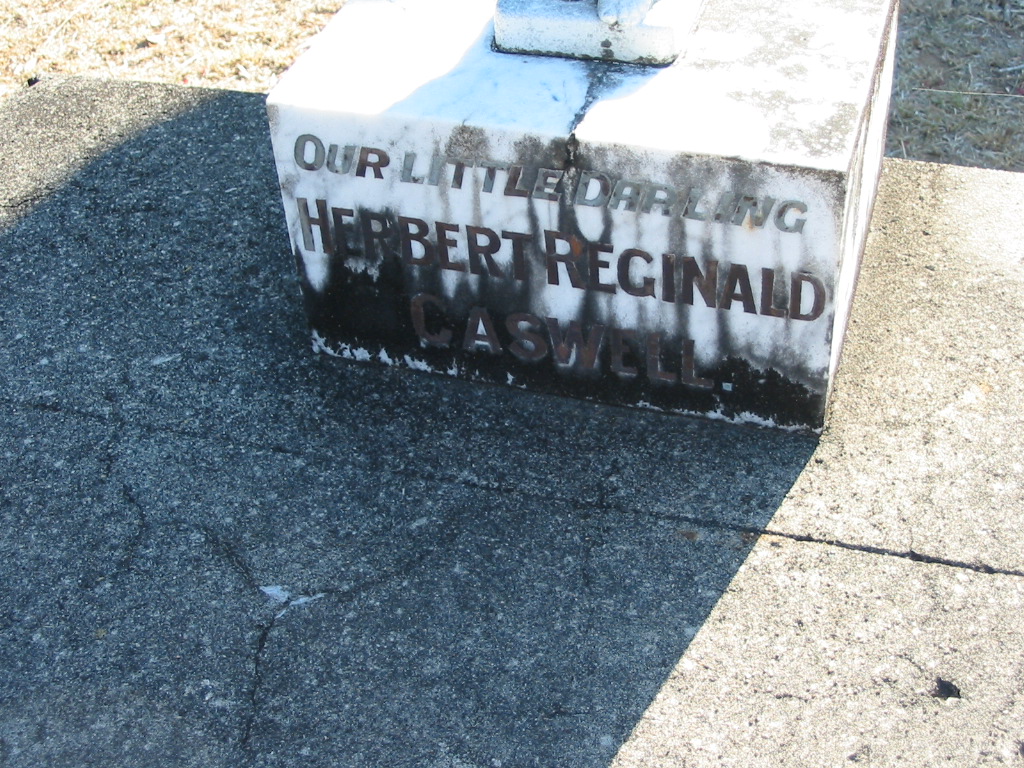 OUR LITTLE DARLING
HERBERT REGINALD
CASWELL.